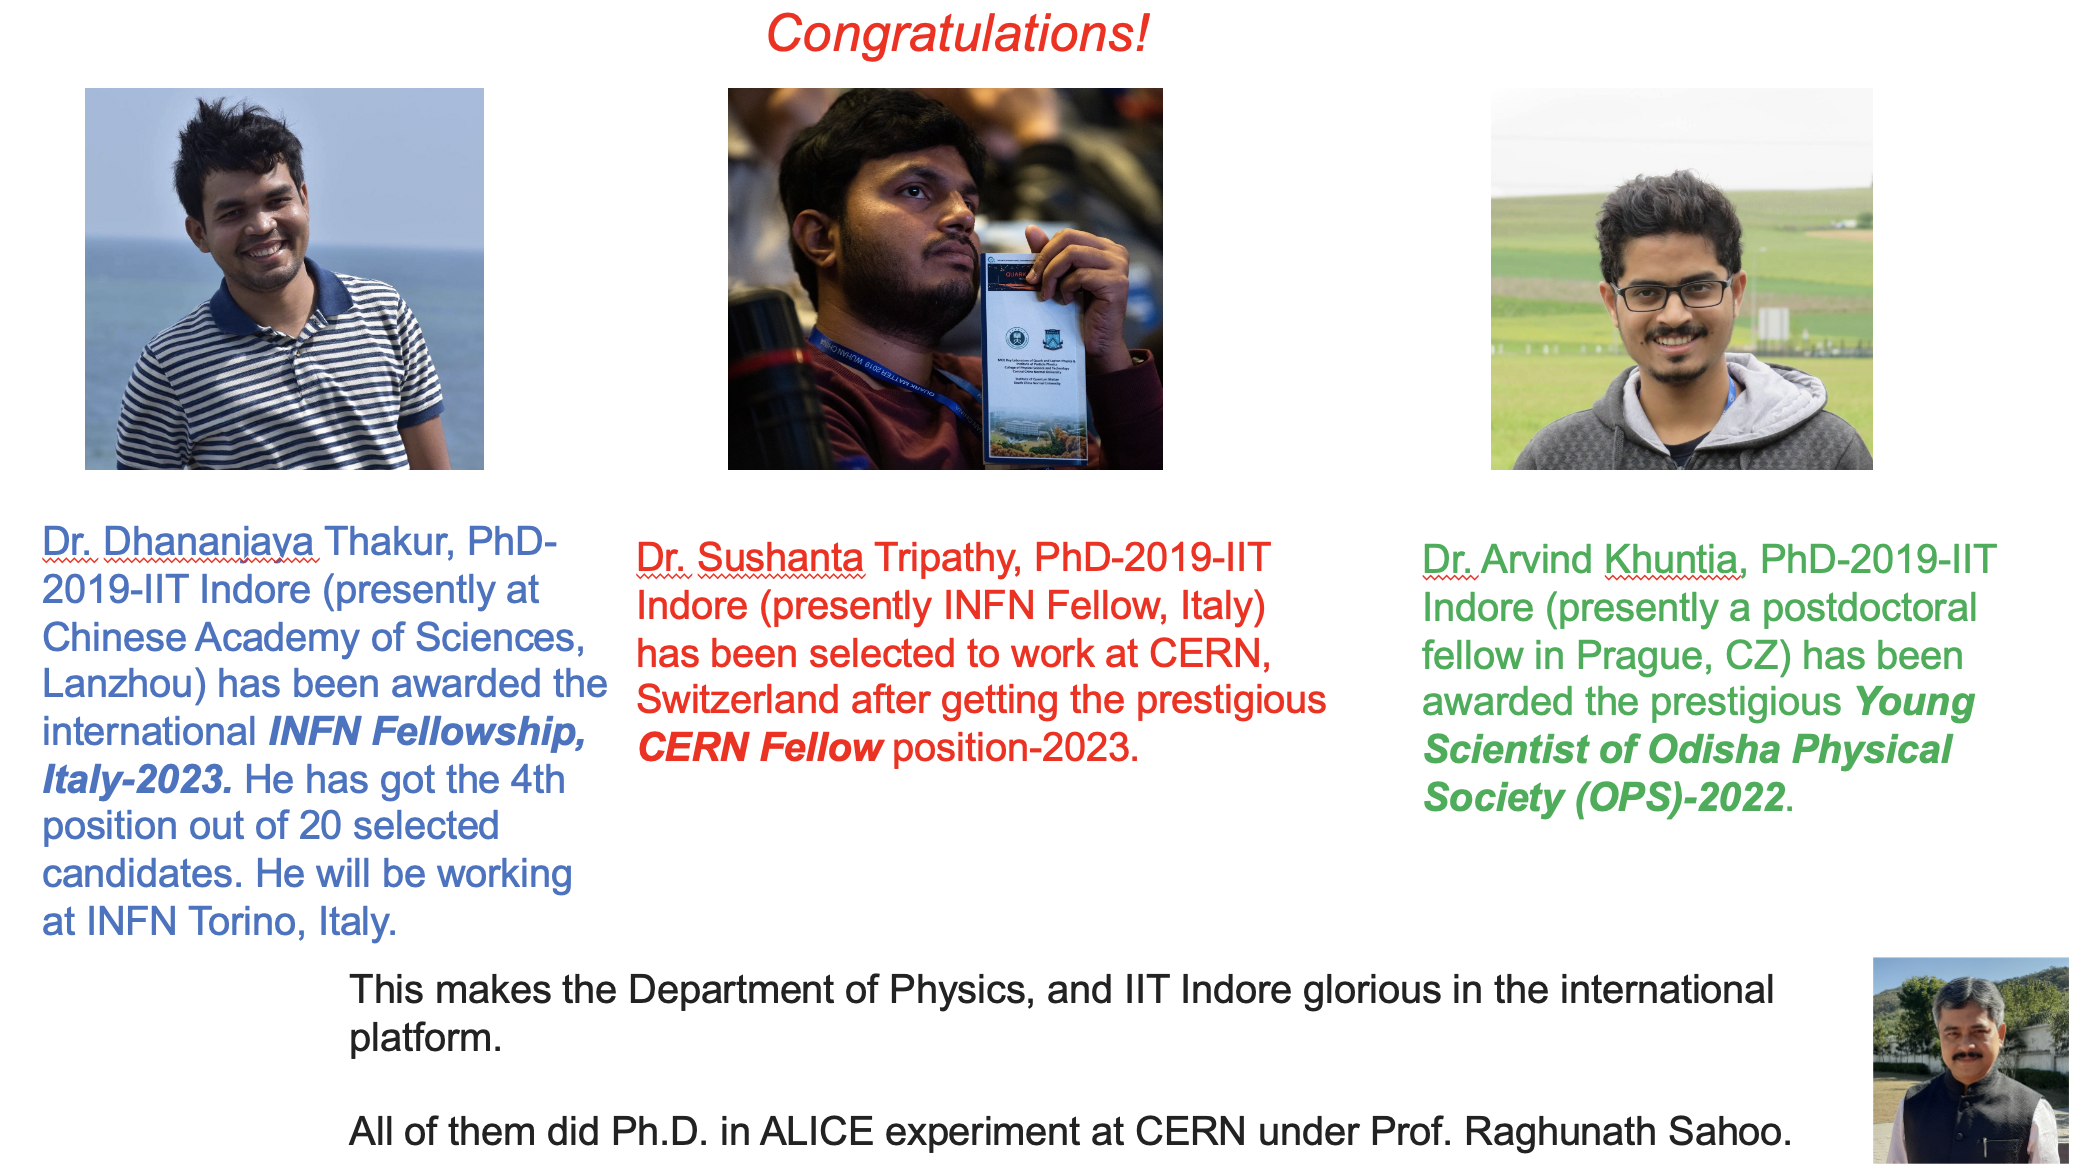 Congratulations!
QUARK MATTER 2019 WUHAN CHINA
Dr. Dhananjaya Thakur, PhD-
2019-IIT Indore (presently at
Chinese Academy of Sciences,
Lanzhou) has been awarded the
international INFN Fellowship,
Italy-2023. He has got the 4th
position out of 20 selected
candidates. He will be working
at INFN Torino, Italy.
Dr. Sushanta Tripathy, PhD-2019-IIT
Indore (presently INFN Fellow, Italy)
has been selected to work at CERN,
Switzerland after getting the prestigious
CERN Fellow position-2023.
Dr. Arvind Khuntia, PhD-2019-IIT
Indore (presently a postdoctoral
fellow in Prague, CZ) has been
awarded the prestigious Young
Scientist of Odisha Physical
Society (OPS)-2022.
This makes the Department of Physics, and IIT Indore glorious in the international
platform.
All of them did Ph.D. in ALICE experiment at CERN under Prof. Raghunath Sahoo.